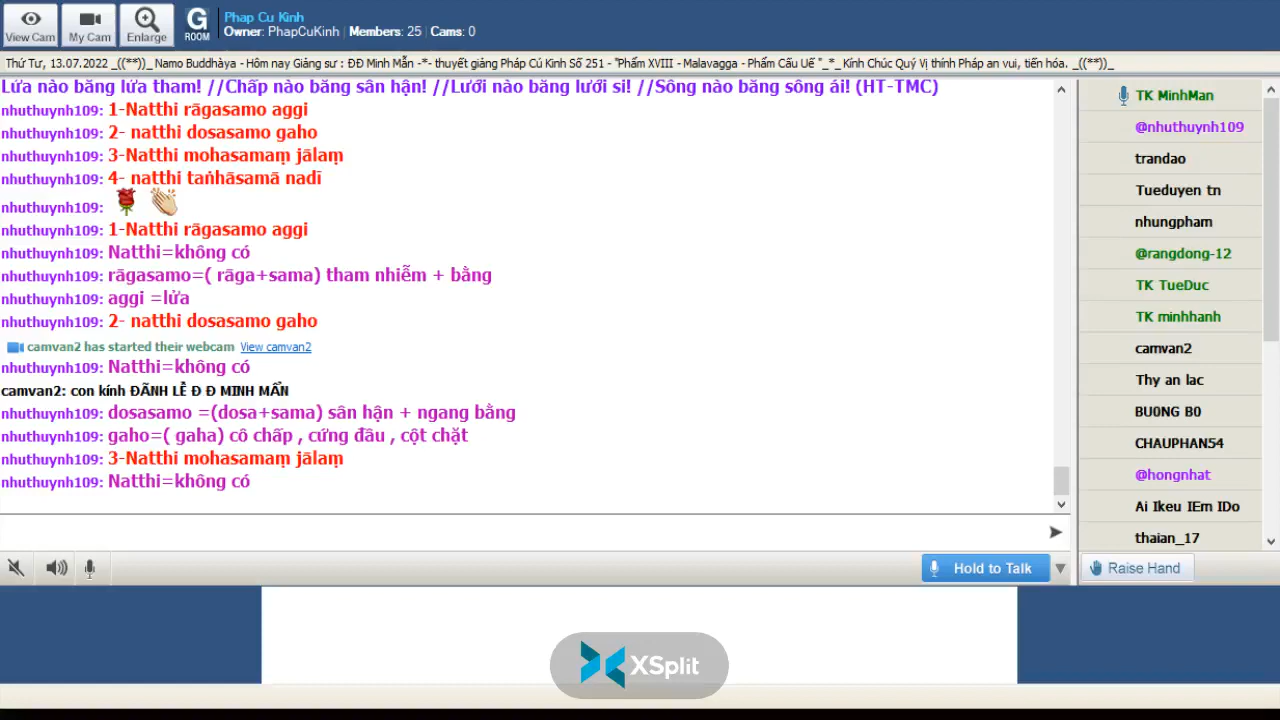 View Cam
My Cam
Enlarge
G
ROOM
Phap Cu Kinh
Owner: PhapCuKinh | Members: 25 | Cams: 0
Thứ Tư, 13.07.2022 _((**))_ Namo Buddhàya - Hôm nay Giảng sư : ĐĐ Minh Mẫn -*- thuyết giảng Pháp Cú Kinh Số 251 - "Phẩm XVIII - Malavagga - Phẩm Cấu Uế "_*_ Kính Chúc Quý Vị thính Pháp an vui, tiến hóa. _((**))_
Lửa nào bằng lửa tham! //Chấp nào bằng sân hận! //Lưới nào bằng lưới si! //Sông nào bằng sông ái! (HT-TMC)
nhuthuynh109: 1-Natthi rāgasamo aggi
nhuthuynh109: 2- natthi dosasamo gaho
nhuthuynh109: 3-Natthi mohasamaṃ jālaṃ
nhuthuynh109: 4- natthi taṅhāsamā nadī
nhuthuynh109:
nhuthuynh109: 1-Natthi rāgasamo aggi
nhuthuynh109: Natthi=không có
nhuthuynh109: rāgasamo=( rāga+sama) tham nhiễm + bằng
nhuthuynh109: aggi =lửa
nhuthuynh109: 2- natthi dosasamo gaho
camvan2 has started their webcam View camvan2
nhuthuynh109: Natthi=không có
camvan2: con kính ĐÃNH LỄ Đ Đ MINH MẨN
nhuthuynh109: dosasamo =(dosa+sama) sân hận + ngang bằng
nhuthuynh109: gaho=( gaha) cô chấp , cứng đầu , cột chặt
nhuthuynh109: 3-Natthi mohasamaṃ jālaṃ
nhuthuynh109: Natthi=không có
Hold to Talk
TK MinhMan
@nhuthuynh109
trandao
Tueduyen tn
nhungpham
@rangdong-12
TK TueDuc
TK minhhanh
camvan2
Thy an lac
BU0NG B0
CHAUPHAN54
@hongnhat
Ai Ikeu IEm IDo
thaian_17
Raise Hand
XSplit